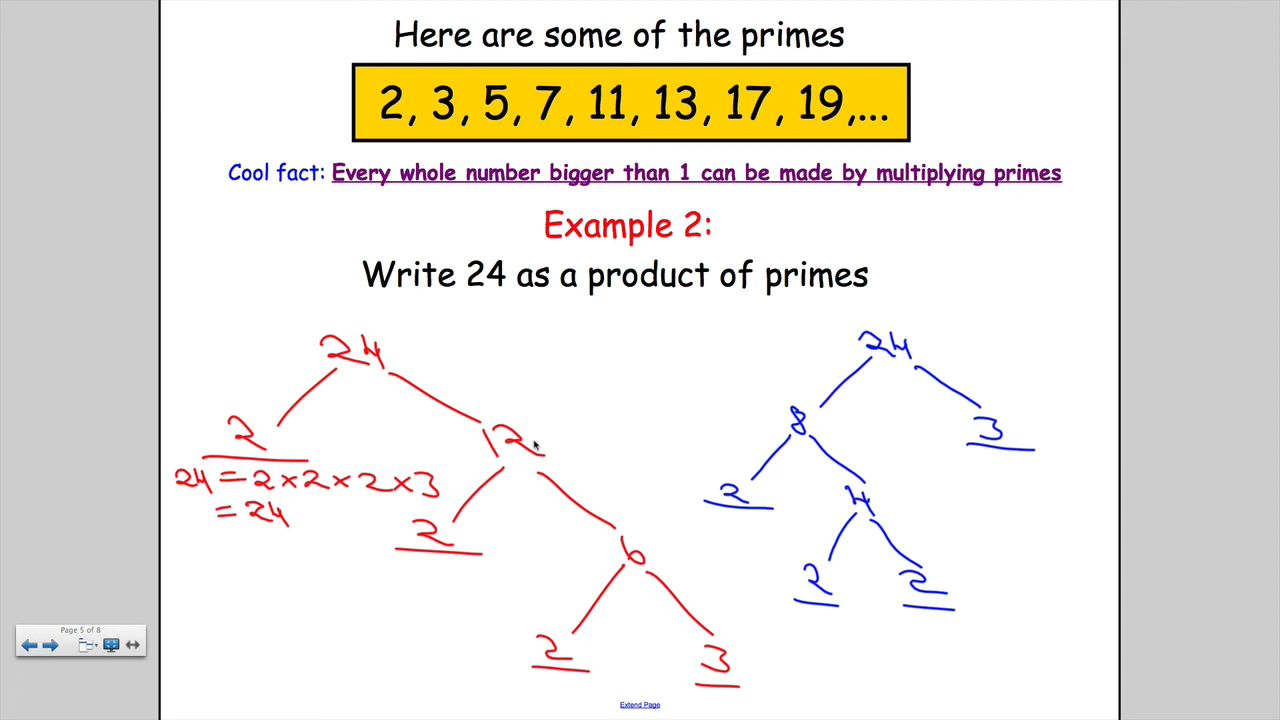 Here are some of the primes
2, 3, 5, 7, 11, 13, 17, 19,...
Cool fact: Every whole number bigger than 1 can be made by multiplying primes
Example 2:
Write 24 as a product of primes
24
2
12
24 = 2 × 2 × 2 × 3
= 24
2
6
2
3
24
8
3
2
4
2
2
Page 5 of 8
Extend Page